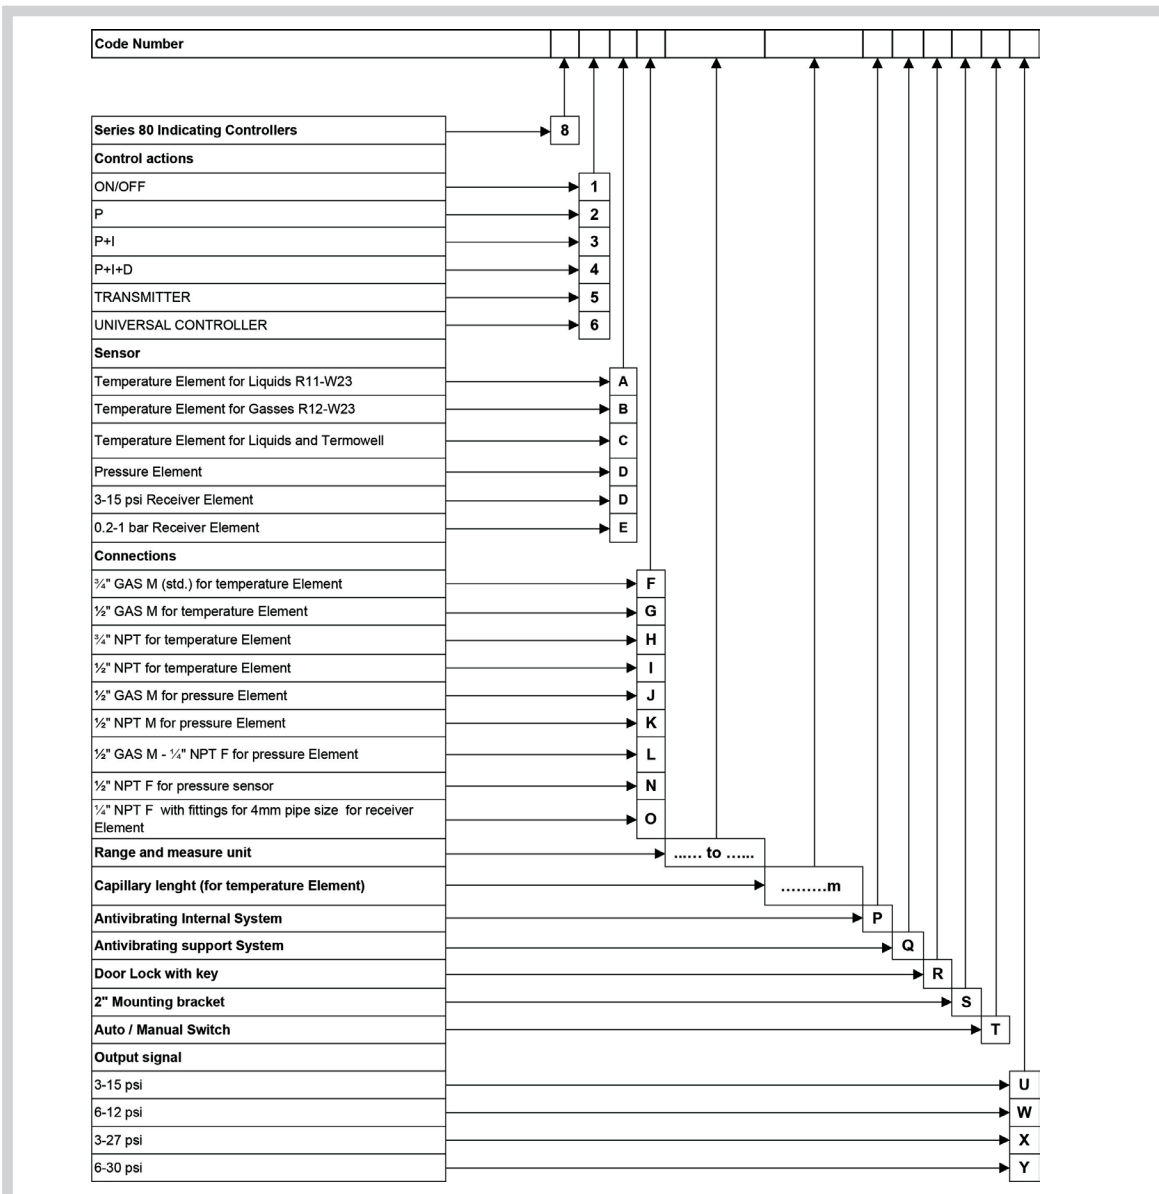 Code Number
Series 80 Indicating Controllers 8
Control actions
ON/OFF 1
P 2
P+I 3
P+I+D 4
TRANSMITTER 5
UNIVERSAL CONTROLLER 6
Sensor
Temperature Element for Liquids R11-W23 A
Temperature Element for Gasses R12-W23 B
Temperature Element for Liquids and Termowell C
Pressure Element D
3-15 psi Receiver Element D
0.2-1 bar Receiver Element E
Connections
¾" GAS M (std.) for temperature Element F
½" GAS M for temperature Element G
¾" NPT for temperature Element H
½" NPT for temperature Element I
½" GAS M for pressure Element J
½" NPT M for pressure Element K
½" GAS M - ¼" NPT F for pressure Element L
½" NPT F for pressure sensor N
¼" NPT F with fittings for 4mm pipe size for receiver
Element O
Range and measure unit ...... to ......
Capillary lenght (for temperature Element) .........m
Antivibrating Internal System P
Antivibrating support System Q
Door Lock with key R
2" Mounting bracket S
Auto / Manual Switch T
Output signal
3-15 psi U
6-12 psi W
3-27 psi X
6-30 psi Y